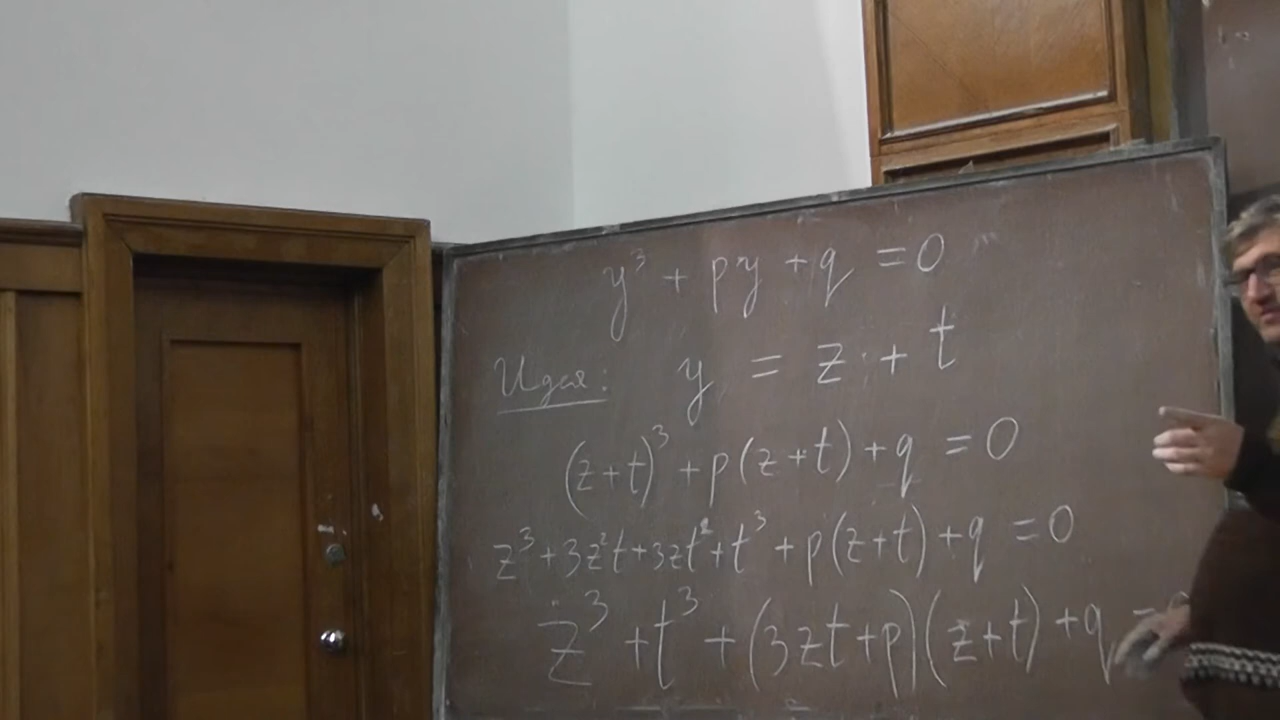 y³ + py + q = 0
Идея: y = z + t
(z+t)³ + p(z+t) + q = 0
z³ + 3z²t + 3zt² + t³ + p(z+t) + q = 0
z³ + t³ + (3zt+p)(z+t) + q =